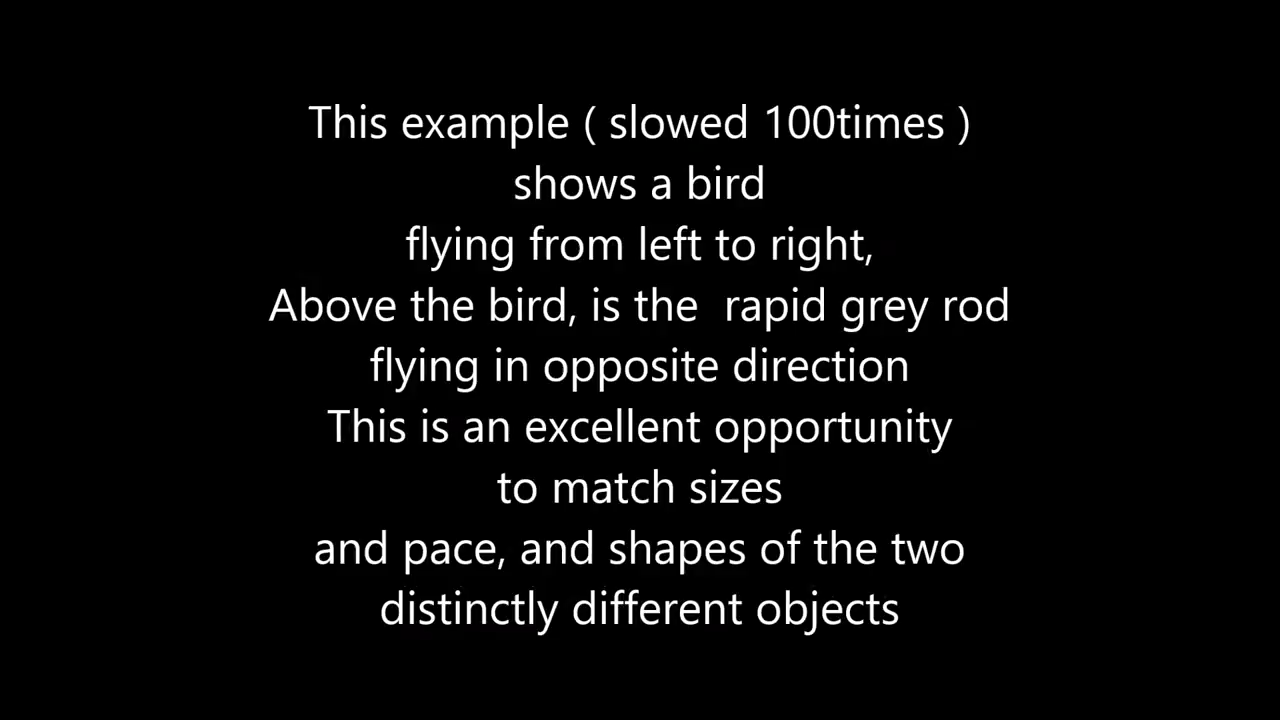 This example ( slowed 100times )
shows a bird
flying from left to right,
Above the bird, is the  rapid grey rod
flying in opposite direction
This is an excellent opportunity
to match sizes
and pace, and shapes of the two
distinctly different objects